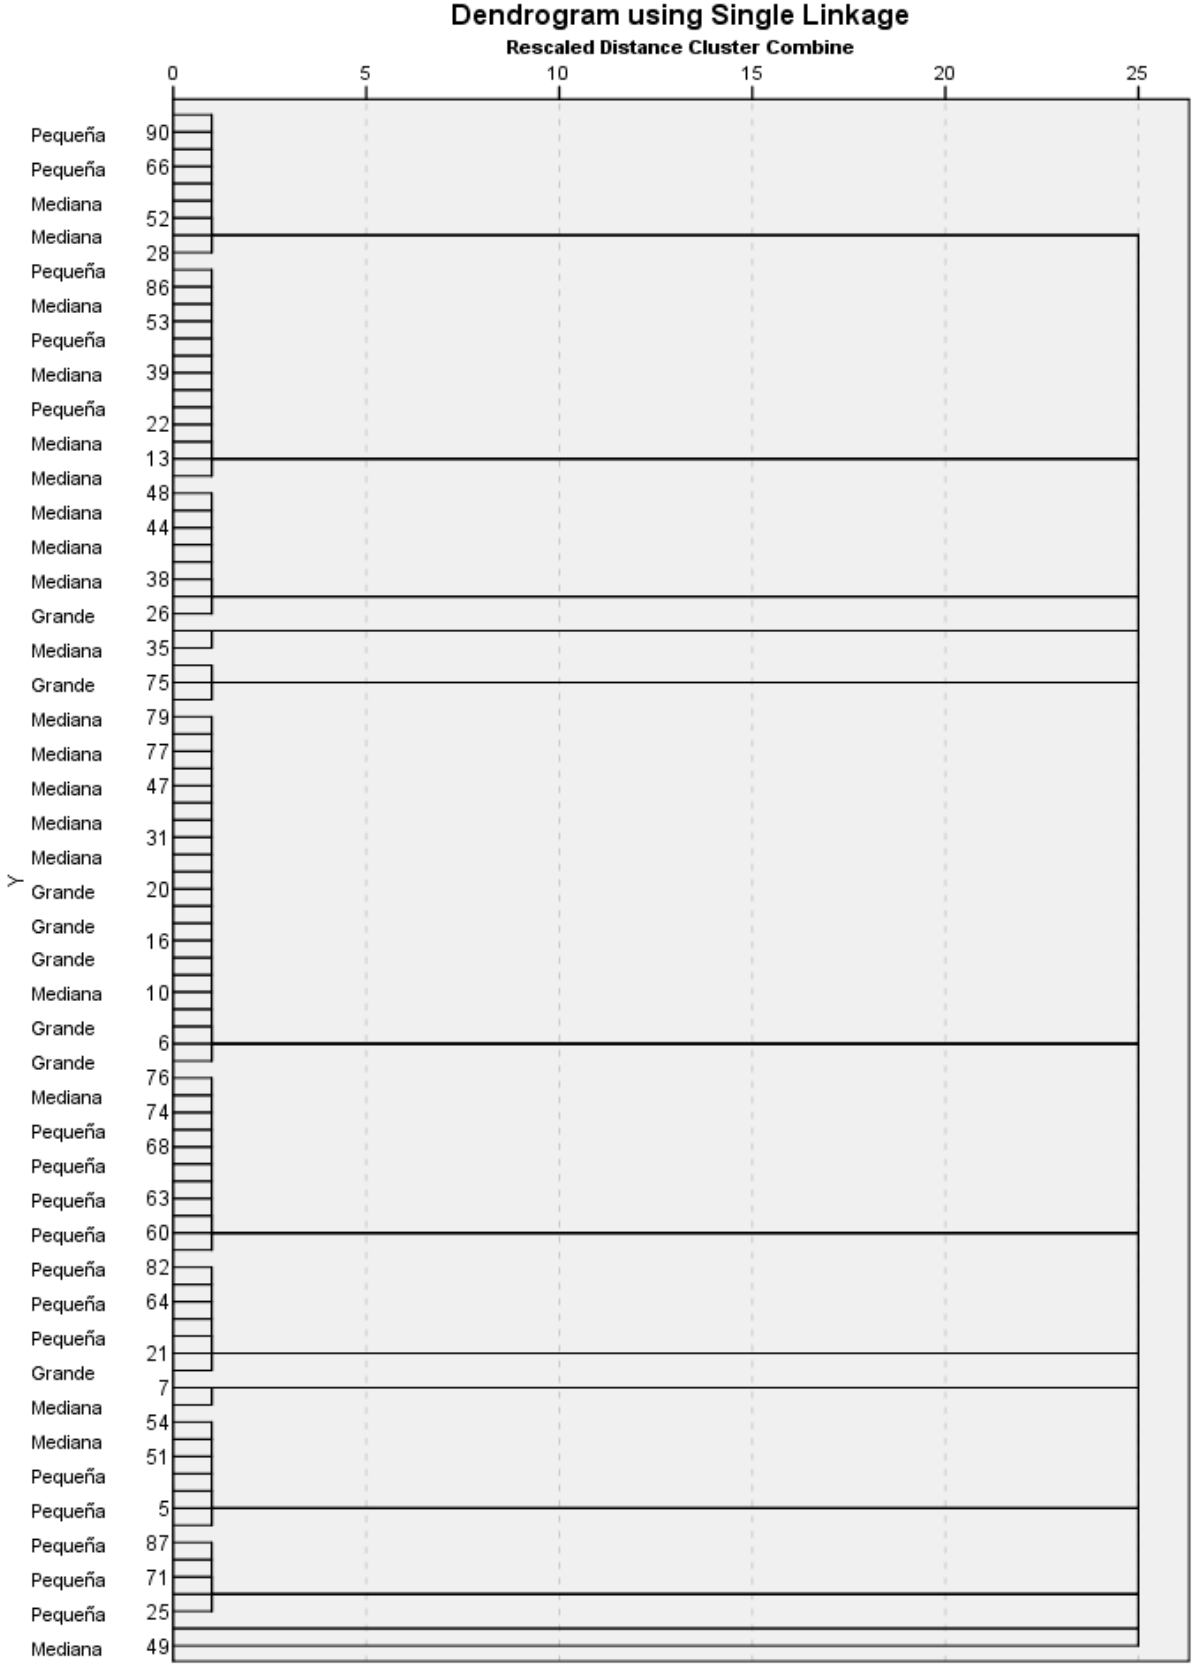 Dendrogram using Single Linkage
Rescaled Distance Cluster Combine
0 5 10 15 20 25
Pequeña 90
Pequeña 66
Mediana
52
Mediana
28
Pequeña
86
Mediana
53
Pequeña
Mediana 39
Pequeña
22
Mediana
13
Mediana
48
Mediana
44
Mediana
Mediana 38
Grande 26
Mediana 35
Grande 75
Mediana 79
Mediana 77
Mediana 47
Mediana
31
Mediana
Y
Grande 20
Grande
16
Grande
Mediana 10
Grande
6
Grande
76
Mediana
74
Pequeña
68
Pequeña
Pequeña 63
Pequeña 60
Pequeña 82
Pequeña 64
Pequeña
21
Grande
7
Mediana
54
Mediana
51
Pequeña
Pequeña 5
Pequeña 87
Pequeña 71
Pequeña 25
Mediana 49